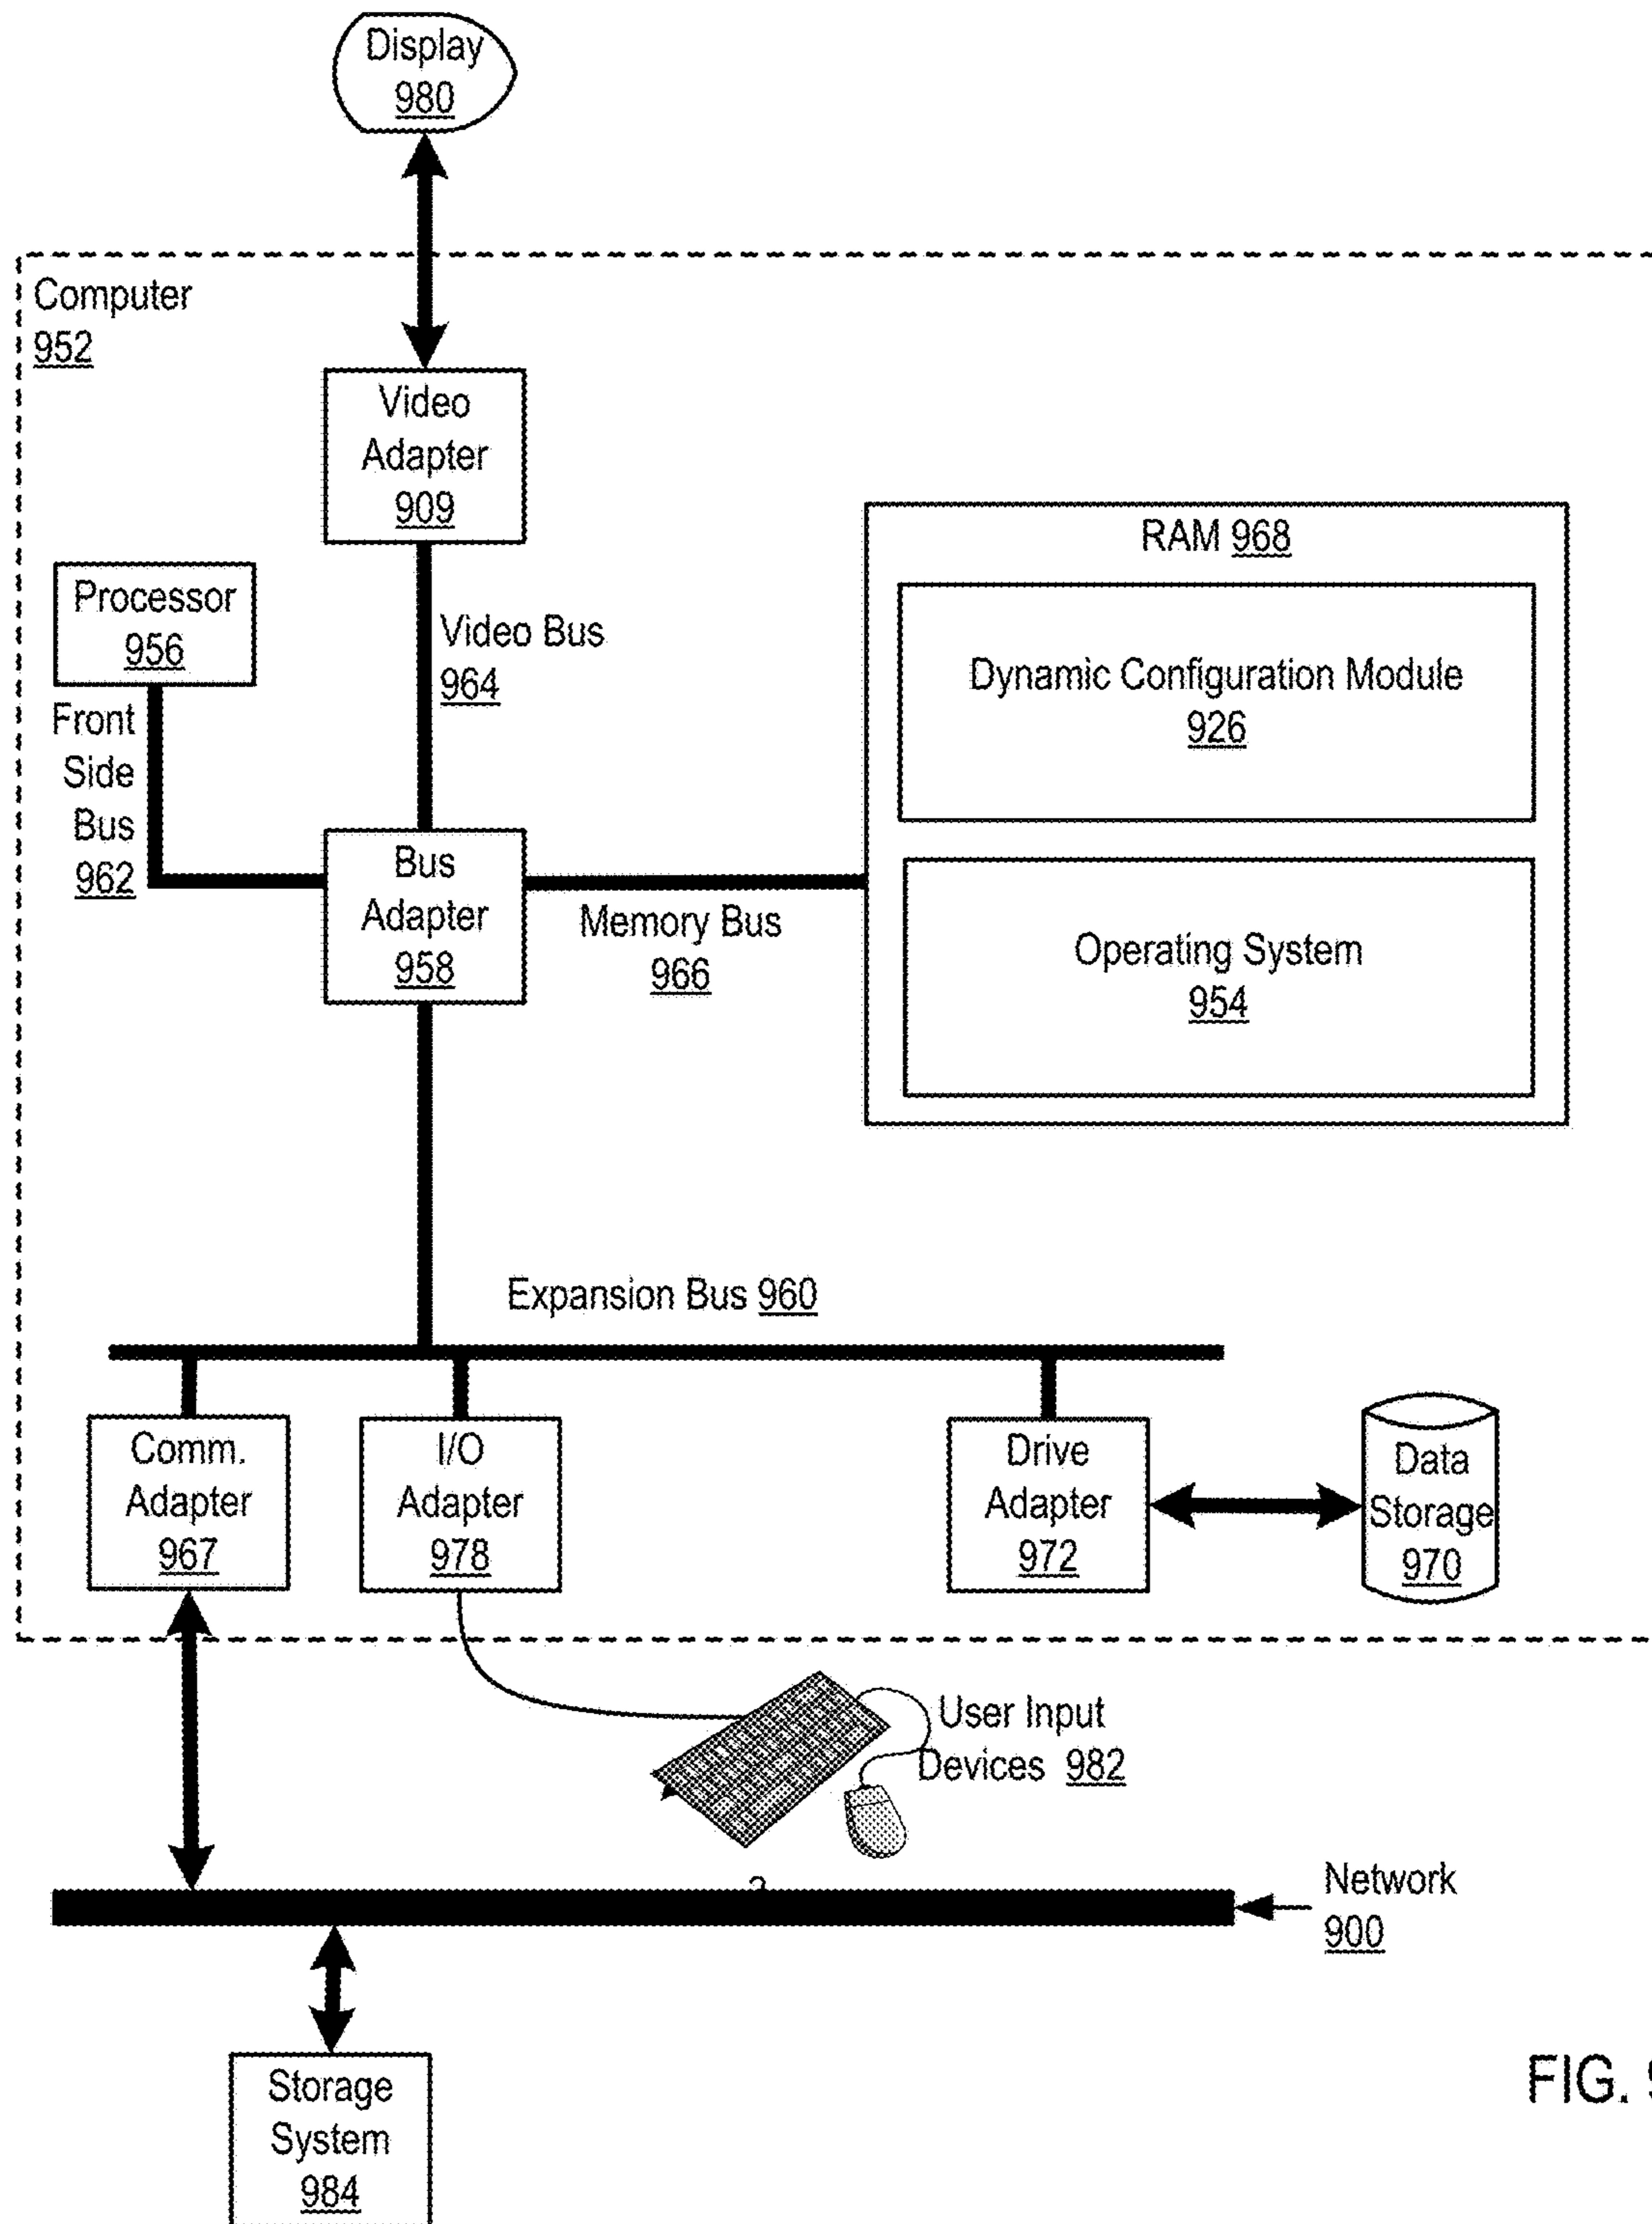 Display
980
Computer
952
Video
Adapter
909
Processor
956
Video Bus
964
Front
Side
Bus
962
Bus
Adapter
958
Memory Bus
966
RAM 968
Dynamic Configuration Module
926
Operating System
954
Expansion Bus 960
Comm.
Adapter
967
I/O
Adapter
978
Drive
Adapter
972
Data
Storage
970
User Input
Devices 982
Network
900
Storage
System
984
FIG. 9